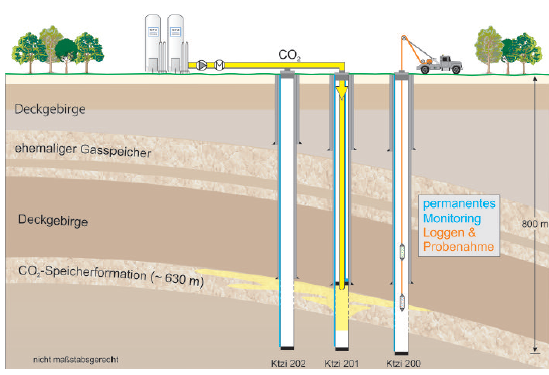 CO2
Deckgebirge
ehemaliger Gasspeicher
Deckgebirge
permanentes
Monitoring
Loggen &
Probenahme
800 m
CO2-Speicherformation (~ 630 m)
nicht maßstabsgerecht
Ktzi 202
Ktzi 201
Ktzi 200